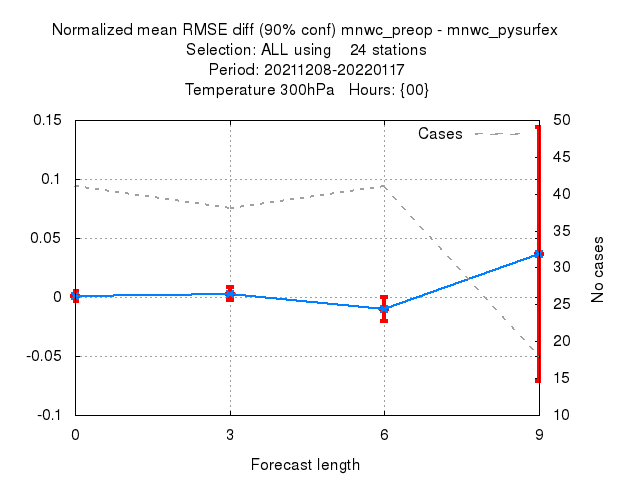 Normalized mean RMSE diff (90% conf) mnwc_preop - mnwc_pysurfex
Selection: ALL using    24 stations
Period: 20211208-20220117
Temperature 300hPa   Hours: {00}
Cases
0.15
0.1
0.05
0
-0.05
-0.1
50
45
40
35
30
25
20
15
10
No cases
0 3 6 9
Forecast length